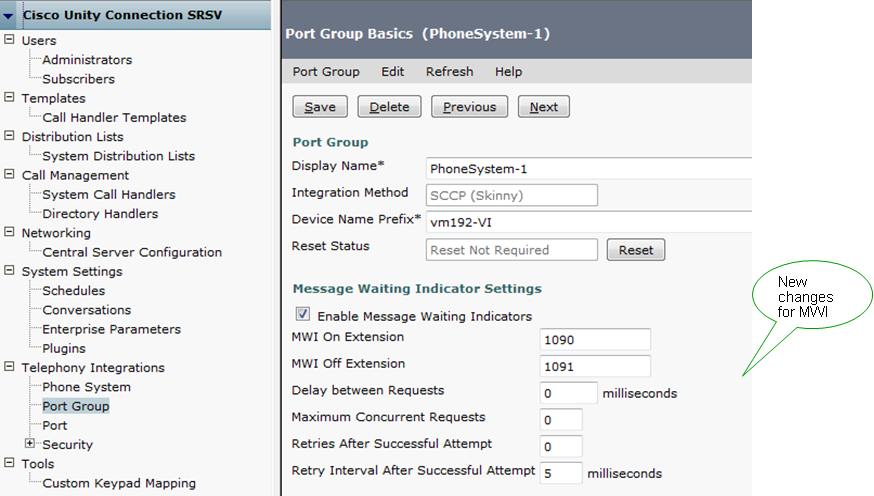 Cisco Unity Connection SRSV
Users
Administrators
Subscribers
Templates
Call Handler Templates
Distribution Lists
System Distribution Lists
Call Management
System Call Handlers
Directory Handlers
Networking
Central Server Configuration
System Settings
Schedules
Conversations
Enterprise Parameters
Plugins
Telephony Integrations
Phone System
Port Group
Port
Security
Tools
Custom Keypad Mapping
Port Group Basics (PhoneSystem-1)
Port Group Edit Refresh Help
Save Delete Previous Next
Port Group
Display Name* PhoneSystem-1
Integration Method SCCP (Skinny)
Device Name Prefix* vm192-VI
Reset Status Reset Not Required Reset
Message Waiting Indicator Settings
Enable Message Waiting Indicators
MWI On Extension 1090
MWI Off Extension 1091
Delay between Requests 0 milliseconds
Maximum Concurrent Requests 0
Retries After Successful Attempt 0
Retry Interval After Successful Attempt 5 milliseconds
New
changes
for MWI